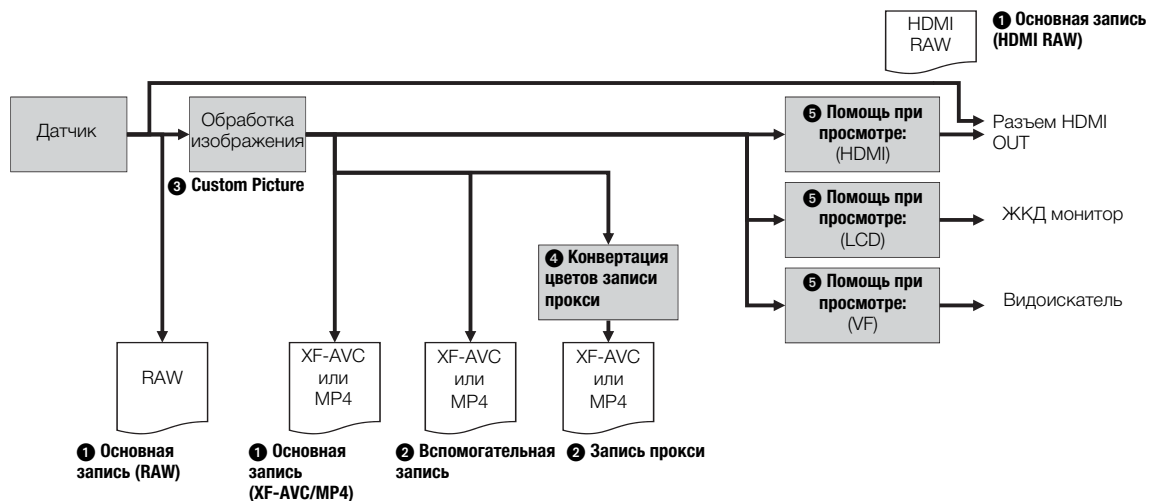 HDMI
RAW
❶ Основная запись
(HDMI RAW)
Датчик
Обработка
изображения
❸ Custom Picture
❺ Помощь при
просмотре:
(HDMI)
Разъем HDMI
OUT
❺ Помощь при
просмотре:
(LCD)
ЖКД монитор
❹ Конвертация
цветов записи
прокси
❺ Помощь при
просмотре:
(VF)
Видоискатель
RAW
XF-AVC
или
MP4
XF-AVC
или
MP4
XF-AVC
или
MP4
❶ Основная
запись (RAW)
❶ Основная
запись
(XF-AVC/MP4)
❷ Вспомогательная
запись
❷ Запись прокси